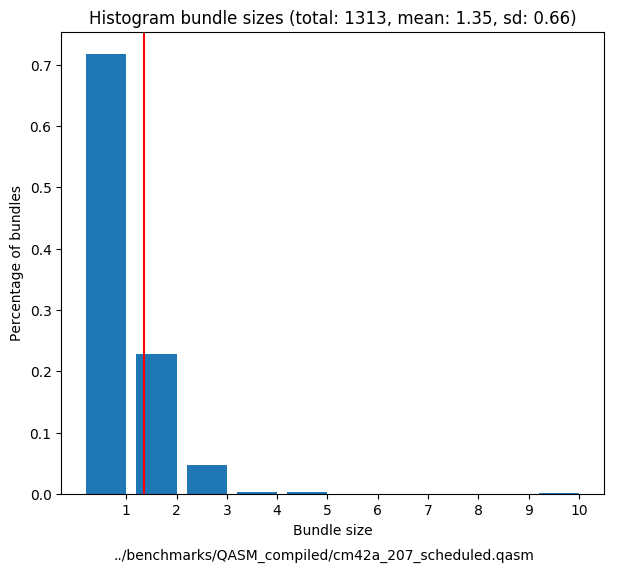 Histogram bundle sizes (total: 1313, mean: 1.35, sd: 0.66)
0.7
0.6
0.5
0.4
0.3
0.2
0.1
0.0
Percentage of bundles
1 2 3 4 5 6 7 8 9 10
Bundle size
../benchmarks/QASM_compiled/cm42a_207_scheduled.qasm